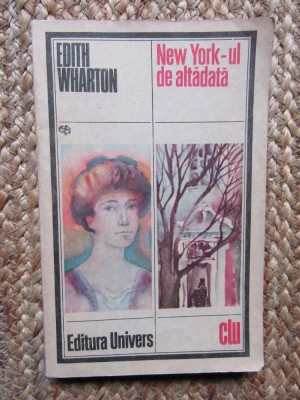 EDITH
WHARTON
New York-ul
de altădată
Editura Univers
clu